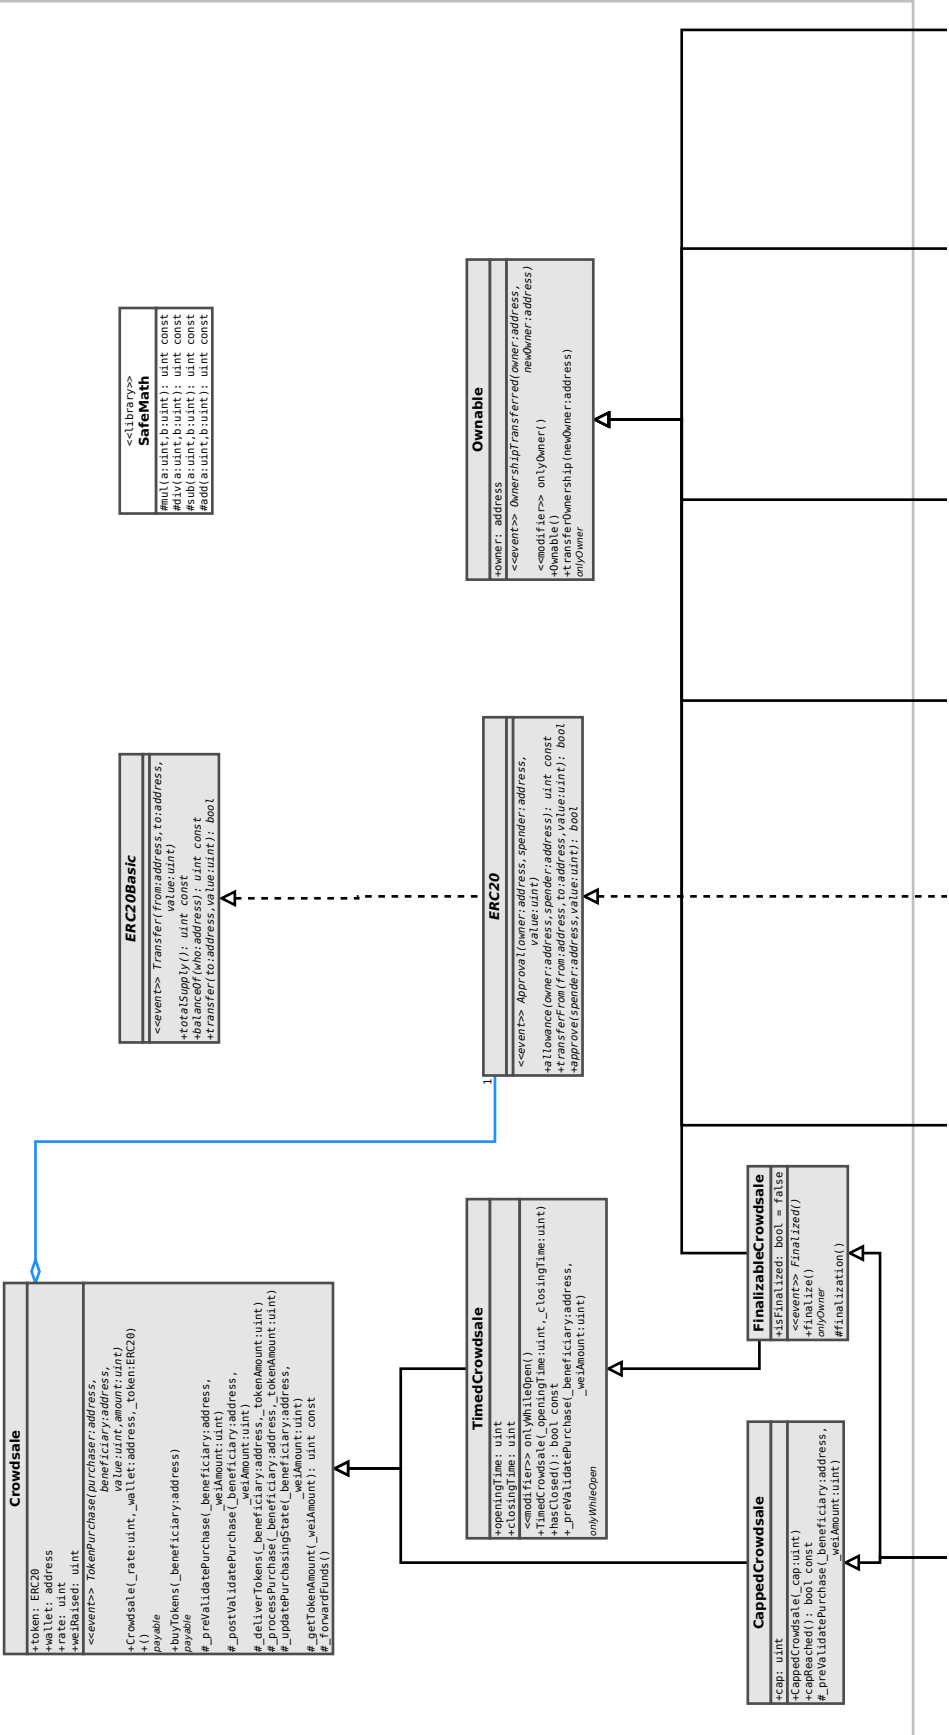 Crowdsale
+token: ERC20
+wallet: address
+rate: uint
+weiRaised: uint
<<event>> TokenPurchase(purchaser:address,
beneficiary:address,
value:uint,amount:uint)
+Crowdsale(_rate:uint,_wallet:address,_token:ERC20)
+()
payable
+buyTokens(_beneficiary:address)
payable
#_preValidatePurchase(_beneficiary:address,
_weiAmount:uint)
#_postValidatePurchase(_beneficiary:address,
_weiAmount:uint)
#_deliverTokens(_beneficiary:address,_tokenAmount:uint)
#_processPurchase(_beneficiary:address,_tokenAmount:uint)
#_updatePurchasingState(_beneficiary:address,
_weiAmount:uint)
#_getTokenAmount(_weiAmount): uint const
#_forwardFunds()
ERC20Basic
<<event>> Transfer(from:address,to:address,
value:uint)
+totalSupply(): uint const
+balanceOf(who:address): uint const
+transfer(to:address,value:uint): bool
<<library>>
SafeMath
#mul(a:uint,b:uint): uint const
#div(a:uint,b:uint): uint const
#sub(a:uint,b:uint): uint const
#add(a:uint,b:uint): uint const
TimedCrowdsale
+openingTime: uint
+closingTime: uint
<<modifier>> onlyWhileOpen()
+TimedCrowdsale(_openingTime:uint,_closingTime:uint)
+hasClosed(): bool const
+_preValidatePurchase(_beneficiary:address,
_weiAmount:uint)
onlyWhileOpen
1
ERC20
<<event>> Approval(owner:address,spender:address,
value:uint)
+allowance(owner:address,spender:address): uint const
+transferFrom(from:address,to:address,value:uint): bool
+approve(spender:address,value:uint): bool
Ownable
+owner: address
<<event>> OwnershipTransferred(owner:address,
newOwner:address)
<<modifier>> onlyOwner()
+Ownable()
+transferOwnership(newOwner:address)
onlyOwner
CappedCrowdsale
+cap: uint
+CappedCrowdsale(_cap:uint)
+capReached(): bool const
#_preValidatePurchase(_beneficiary:address,
_weiAmount:uint)
FinalizableCrowdsale
+isFinalized: bool = false
<<event>> Finalized()
+finalize()
onlyOwner
#finalization()